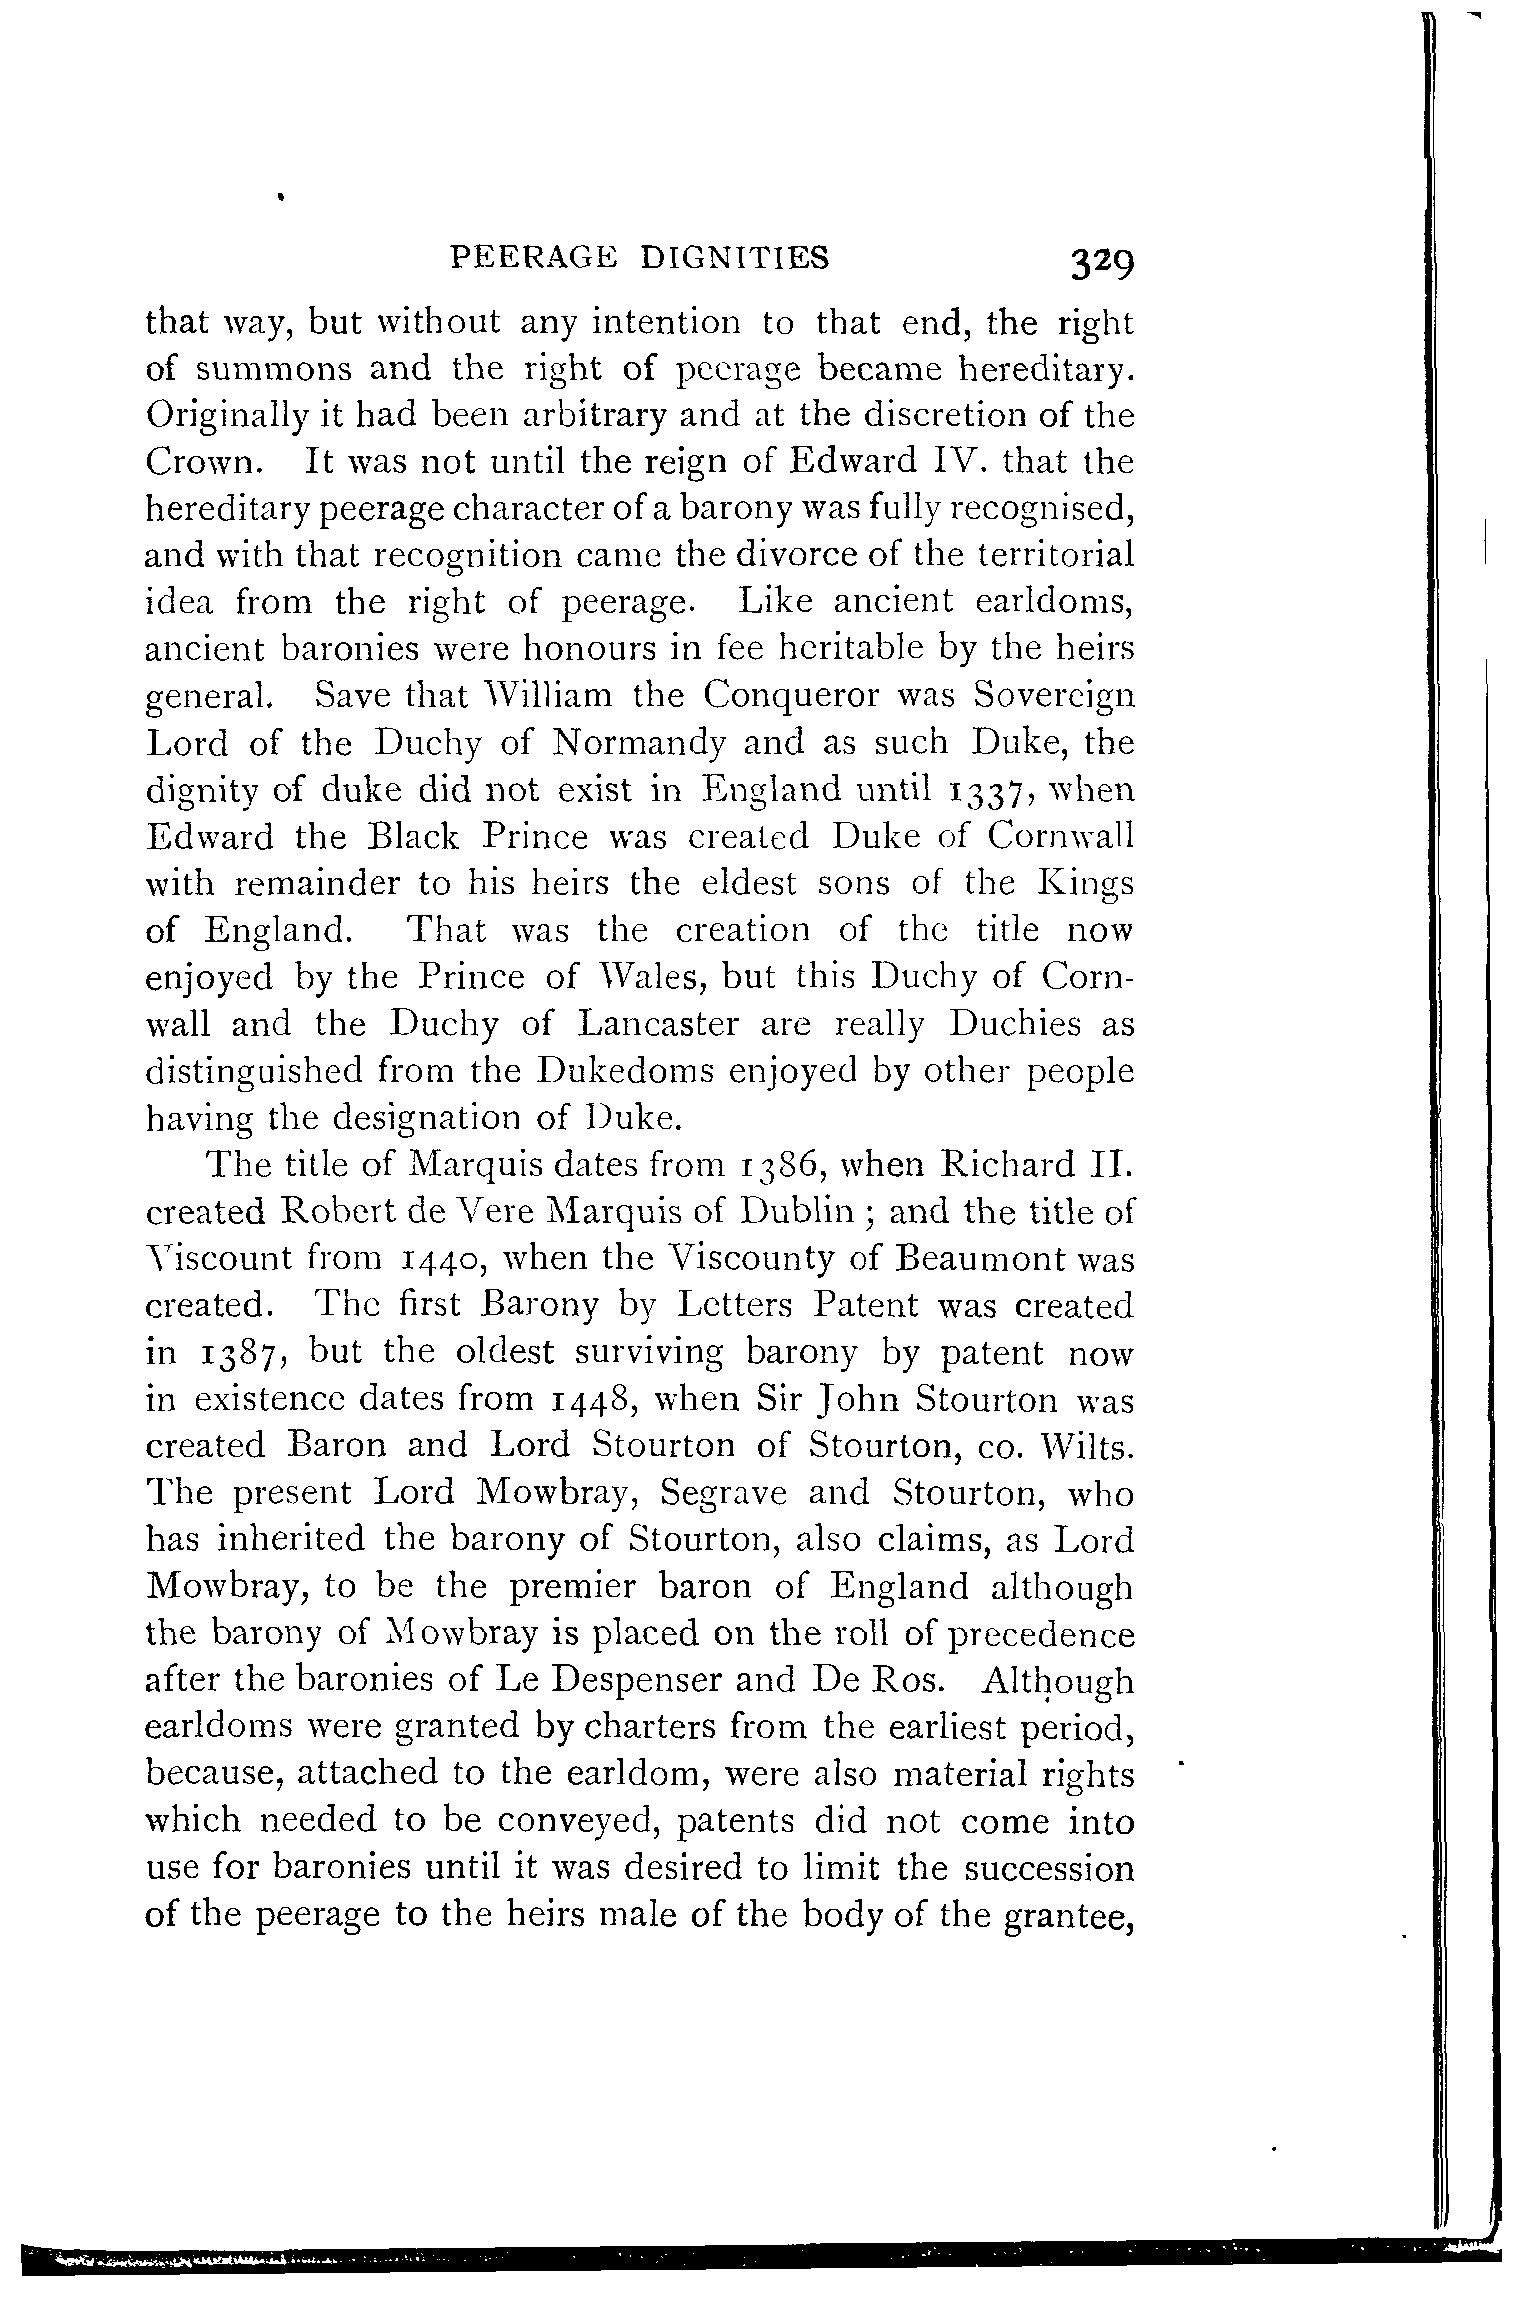 PEERAGE DIGNITIES 329
that way, but without any intention to that end, the right
of summons and the right of peerage became hereditary.
Originally it had been arbitrary and at the discretion of the
Crown. It was not until the reign of Edward IV. that the
hereditary peerage character of a barony was fully recognised,
and with that recognition came the divorce of the territorial
idea from the right of peerage. Like ancient earldoms,
ancient baronies were honours in fee heritable by the heirs
general. Save that William the Conqueror was Sovereign
Lord of the Duchy of Normandy and as such Duke, the
dignity of duke did not exist in England until 1337, when
Edward the Black Prince was created Duke of Cornwall
with remainder to his heirs the eldest sons of the Kings
of England. That was the creation of the title now
enjoyed by the Prince of Wales, but this Duchy of Corn-
wall and the Duchy of Lancaster are really Duchies as
distinguished from the Dukedoms enjoyed by other people
having the designation of Duke.
The title of Marquis dates from 1386, when Richard II.
created Robert de Vere Marquis of Dublin ; and the title of
Viscount from 1440, when the Viscounty of Beaumont was
created. The first Barony by Letters Patent was created
in 1387, but the oldest surviving barony by patent now
in existence dates from 1448, when Sir John Stourton was
created Baron and Lord Stourton of Stourton, co. Wilts.
The present Lord Mowbray, Segrave and Stourton, who
has inherited the barony of Stourton, also claims, as Lord
Mowbray, to be the premier baron of England although
the barony of Mowbray is placed on the roll of precedence
after the baronies of Le Despenser and De Ros. Although
earldoms were granted by charters from the earliest period,
because, attached to the earldom, were also material rights
which needed to be conveyed, patents did not come into
use for baronies until it was desired to limit the succession
of the peerage to the heirs male of the body of the grantee,